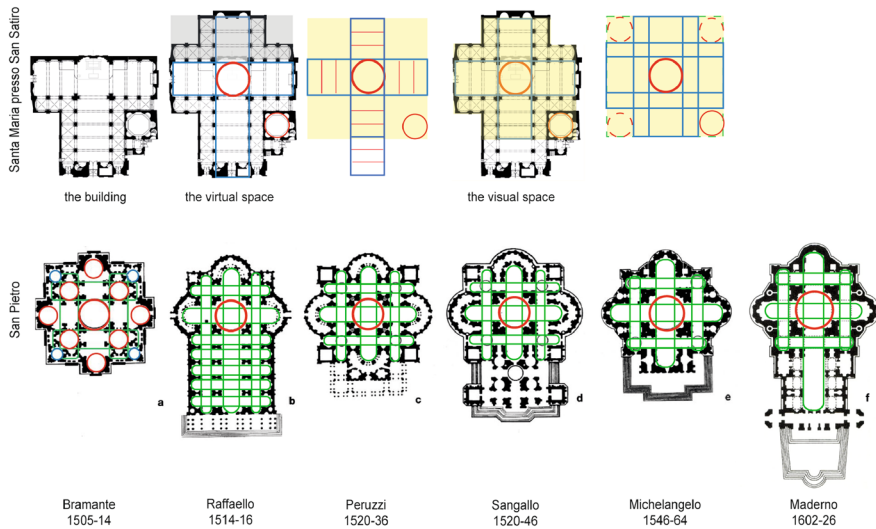 Santa Maria presso San Satiro
the building
the virtual space
the visual space
San Pietro
a
b
c
d
e
f
Bramante
1505-14
Raffaello
1514-16
Peruzzi
1520-36
Sangallo
1520-46
Michelangelo
1546-64
Maderno
1602-26